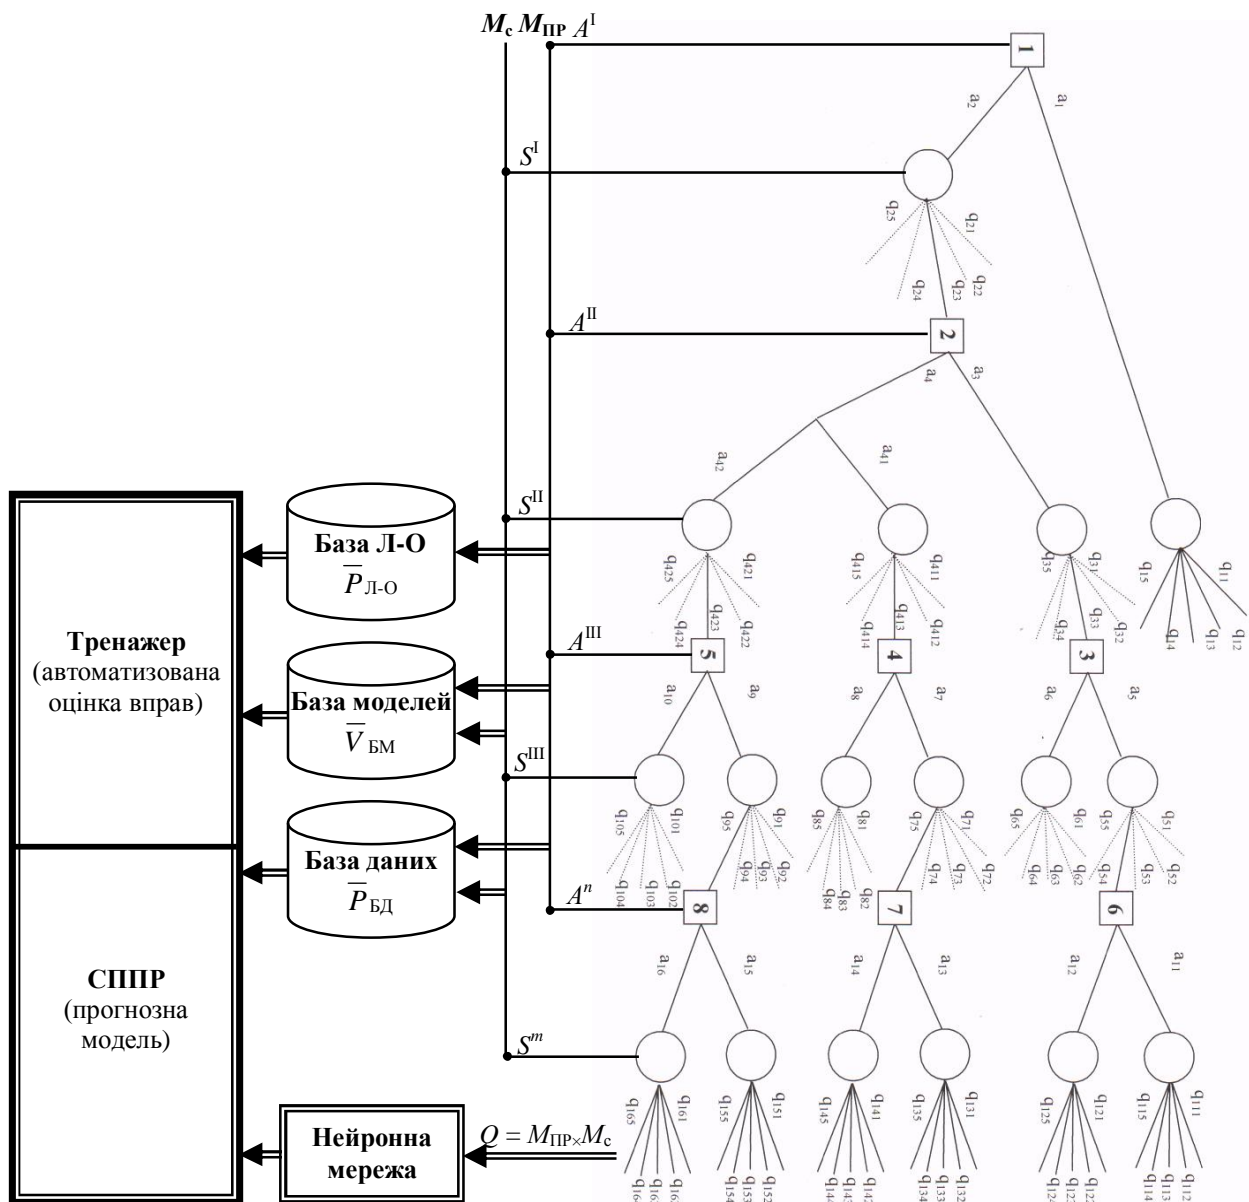 Mс MПР Aᴵ
1
a₂
a₁
Sᴵ
q₂₅
q₂₁
q₂₄
q₂₃
q₂₂
Aᴵᴵ
2
a₄
a₃
a₄₂
a₄₁
Sᴵᴵ
База Л-О
P̅ Л-О
q₄₂₅
q₄₂₁
q₄₁₅
q₄₁₁
q₃₅
q₃₁
q₁₅
q₁₁
q₄₂₄
q₄₂₃
q₄₂₂
q₄₁₄
q₄₁₃
q₄₁₂
q₃₄
q₃₃
q₃₂
q₁₄
q₁₃
q₁₂
Aᴵᴵᴵ
5
4
3
Тренажер
(автоматизована
оцінка вправ)
База моделей
V̅ БМ
a₁₀
a₉
a₈
a₇
a₆
a₅
Sᴵᴵᴵ
q₁₀₅
q₁₀₁
q₉₅
q₉₁
q₈₅
q₈₁
q₇₅
q₇₁
q₆₅
q₆₁
q₅₅
q₅₁
q₁₀₄
q₁₀₃
q₁₀₂
q₉₄
q₉₃
q₉₂
q₈₄
q₈₃
q₈₂
q₇₄
q₇₃
q₇₂
q₆₄
q₆₃
q₆₂
q₅₄
q₅₃
q₅₂
База даних
P̅ БД
Aⁿ
8
7
6
СППР
(прогнозна
модель)
a₁₆
a₁₅
a₁₄
a₁₃
a₁₂
a₁₁
Sᵐ
q₁₆₅
q₁₆₁
q₁₅₅
q₁₅₁
q₁₄₅
q₁₄₁
q₁₃₅
q₁₃₁
q₁₂₅
q₁₂₁
q₁₁₅
q₁₁₁
Нейронна
мережа
Q = MПР×Mс
q₁₅₄
q₁₅₃
q₁₅₂
q₁₃₄
q₁₃₃
q₁₃₂
q₁₁₄
q₁₁₃
q₁₁₂